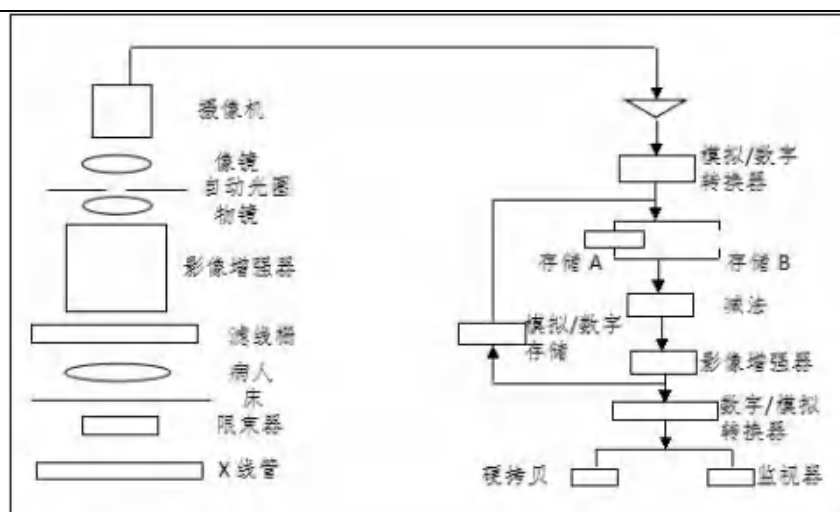 摄像机
像镜
自动光圈
物镜
影像增强器
滤线栅
病人
床
限束器
X线管
模拟/数字
转换器
存储 A
存储 B
减法
模拟/数字
存储
影像增强器
数字/模拟
转换器
硬拷贝
监视器